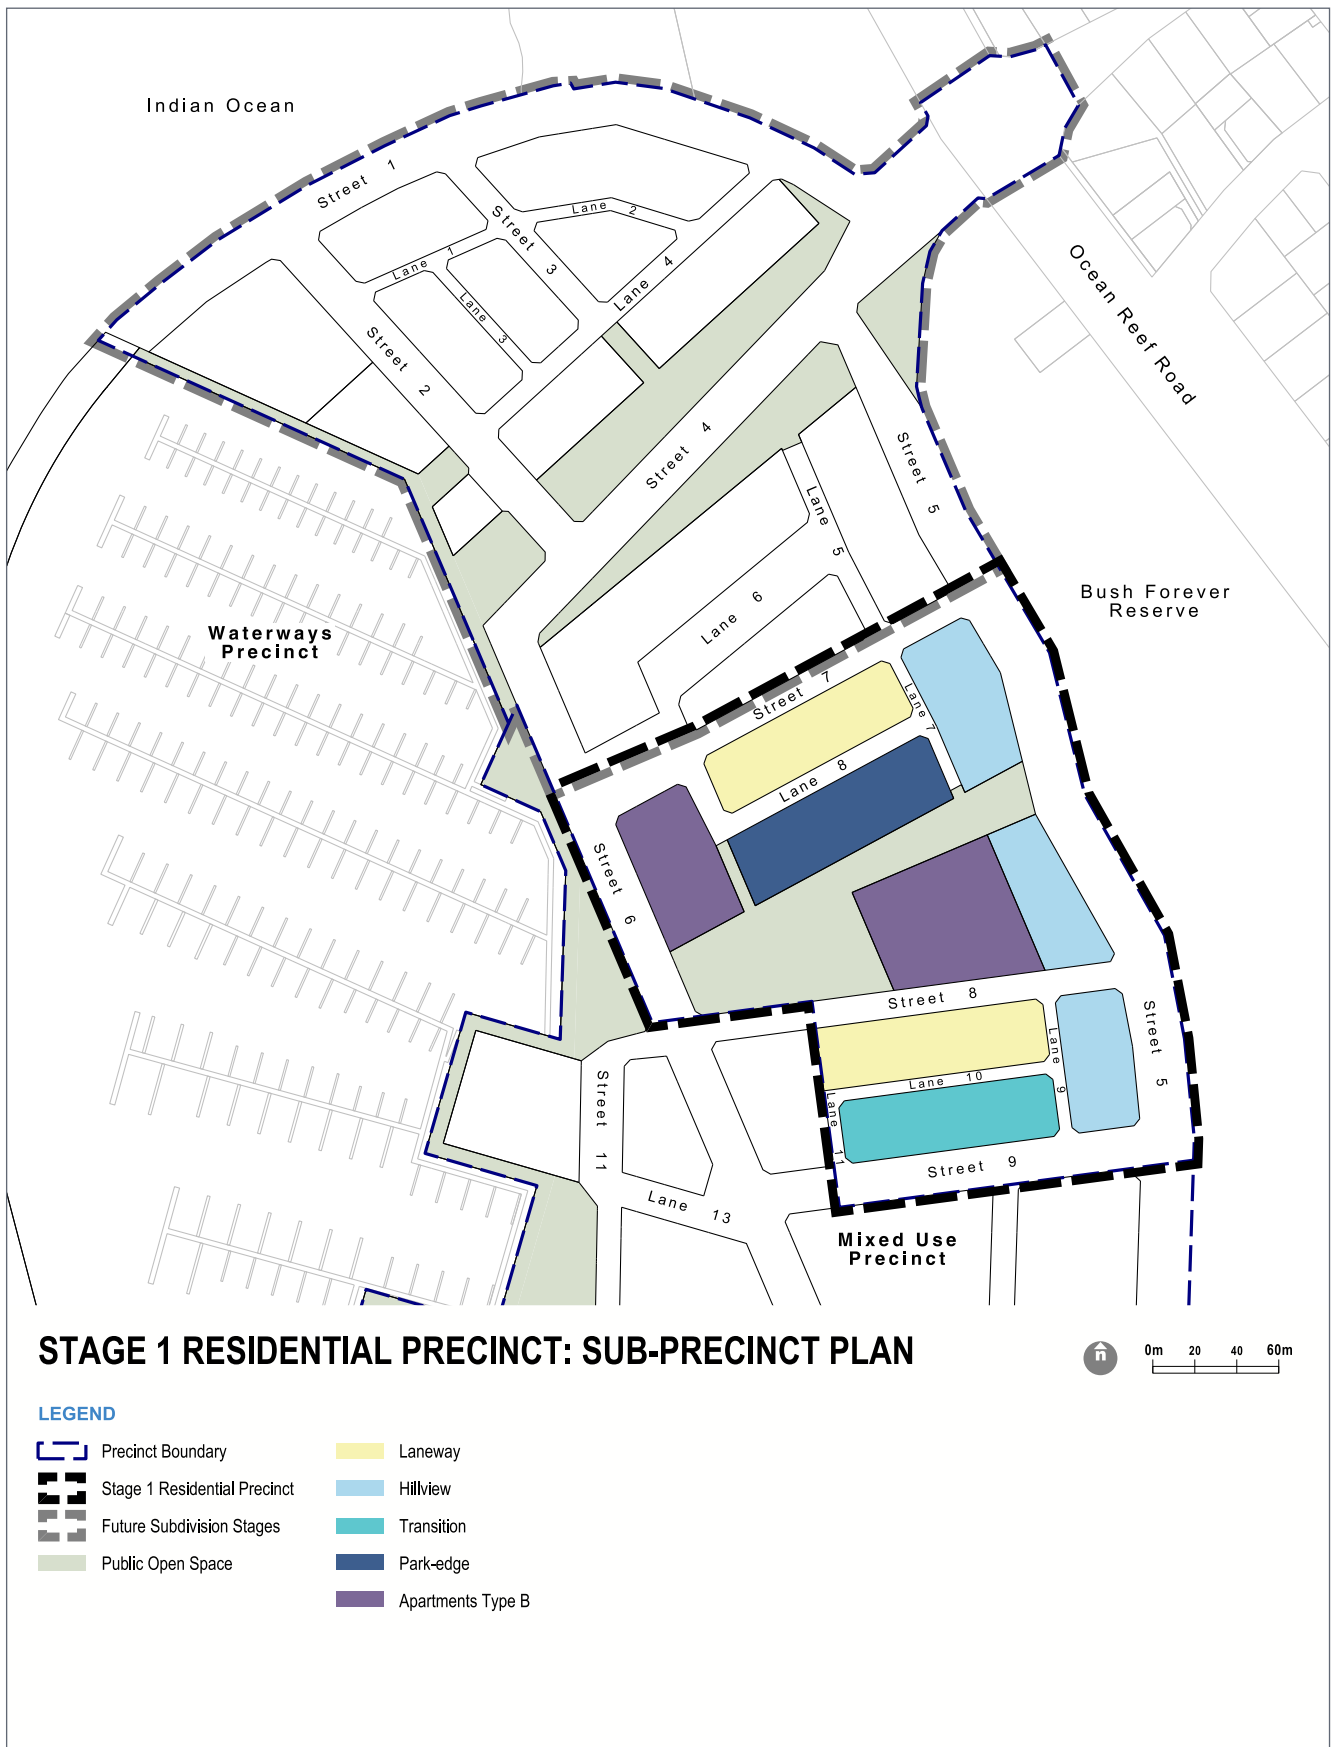 Indian Ocean
Street 1
Lane 2
Street 3
Lane 1
Lane 4
Lane 3
Street 2
Ocean Reef Road
Street 4
Street 5
Lane 5
Lane 6
Bush Forever
Reserve
Waterways
Precinct
Street 7
Lane 7
Lane 8
Street 6
Street 8
Street 5
Lane 9
Lane 10
Lane 11
Street 11
Street 9
Lane 13
Mixed Use
Precinct
STAGE 1 RESIDENTIAL PRECINCT: SUB-PRECINCT PLAN
n
0m 20 40 60m
LEGEND
Precinct Boundary
Stage 1 Residential Precinct
Future Subdivision Stages
Public Open Space
Laneway
Hillview
Transition
Park-edge
Apartments Type B